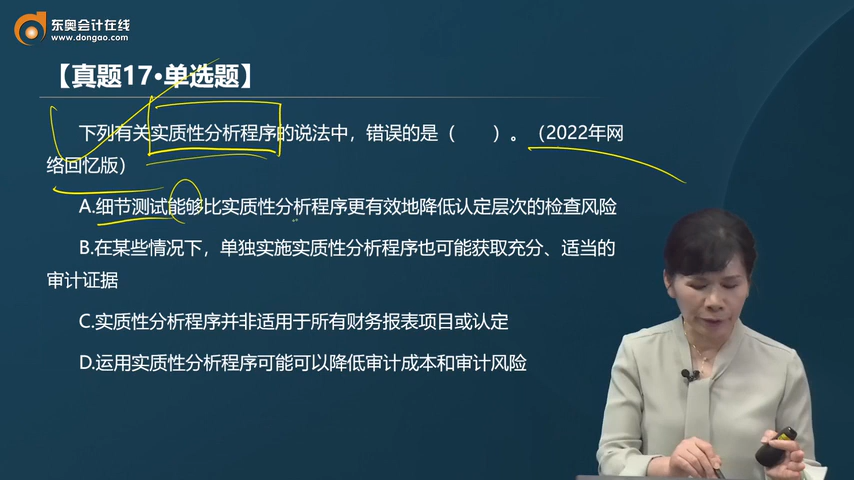 东奥会计在线
www.dongao.com
【真题17·单选题】
下列有关实质性分析程序的说法中，错误的是（ ）。（2022年网
络回忆版）
A.细节测试能够比实质性分析程序更有效地降低认定层次的检查风险
B.在某些情况下，单独实施实质性分析程序也可能获取充分、适当的
审计证据
C.实质性分析程序并非适用于所有财务报表项目或认定
D.运用实质性分析程序可能可以降低审计成本和审计风险